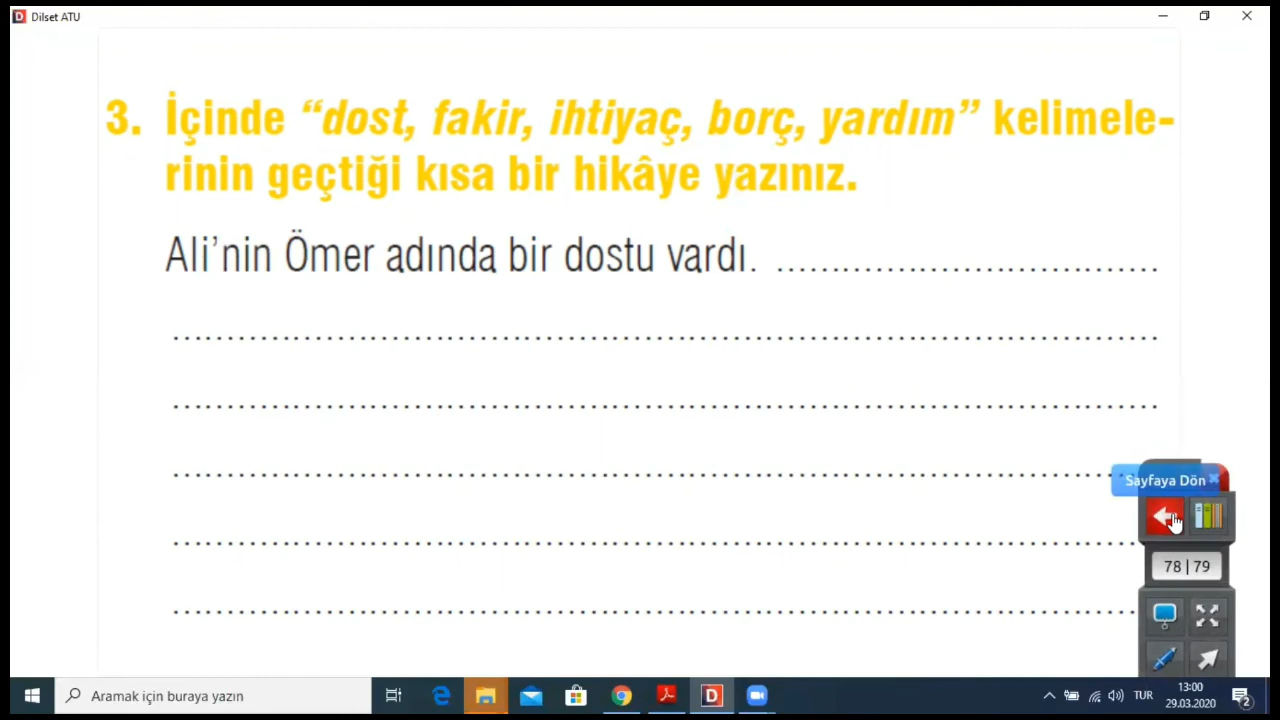 Dilset ATU
3. İçinde “dost, fakir, ihtiyaç, borç, yardım” kelimele-
rinin geçtiği kısa bir hikâye yazınız.
Ali’nin Ömer adında bir dostu vardı. ..................................
........................................................................................
........................................................................................
........................................................................................
........................................................................................
........................................................................................
Sayfaya Dön
78|79
Aramak için buraya yazın
TUR
13:00
29.03.2020
2